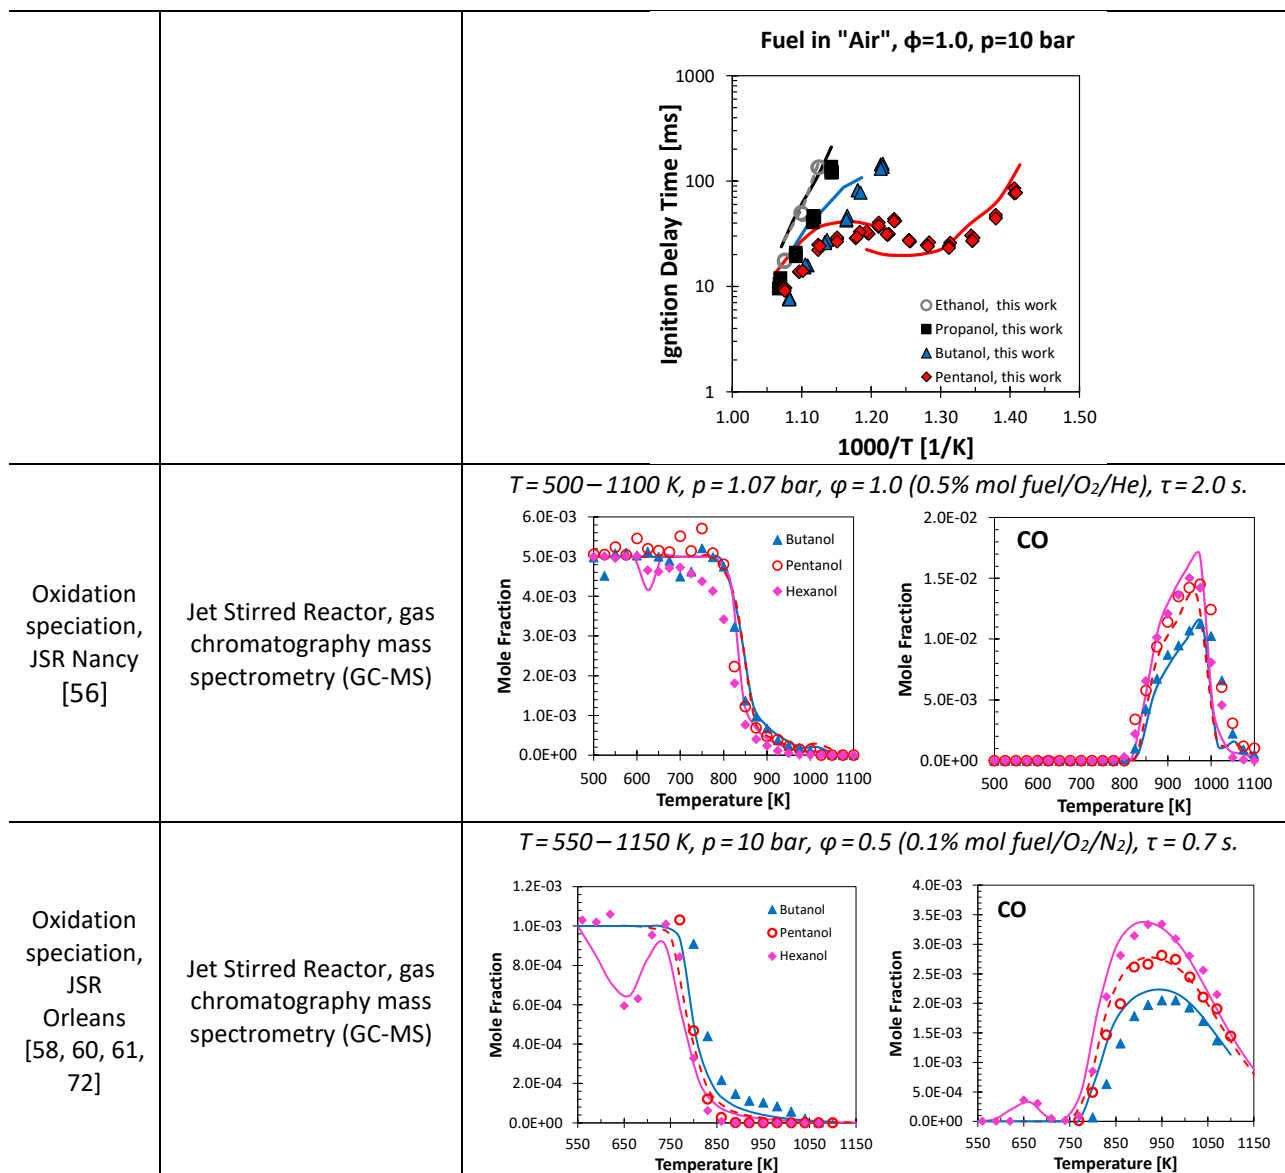 Fuel in "Air", ϕ=1.0, p=10 bar
Ignition Delay Time [ms]
1000
100
10
1
Ethanol, this work
Propanol, this work
Butanol, this work
Pentanol, this work
1.00 1.10 1.20 1.30 1.40 1.50
1000/T [1/K]
Oxidation
speciation,
JSR Nancy
[56]
Jet Stirred Reactor, gas
chromatography mass
spectrometry (GC-MS)
T = 500 – 1100 K, p = 1.07 bar, φ = 1.0 (0.5% mol fuel/O₂/He), τ = 2.0 s.
Mole Fraction
6.0E-03
5.0E-03
4.0E-03
3.0E-03
2.0E-03
1.0E-03
0.0E+00
Butanol
Pentanol
Hexanol
500 600 700 800 900 1000 1100
Temperature [K]
CO
Mole Fraction
2.0E-02
1.5E-02
1.0E-02
5.0E-03
0.0E+00
500 600 700 800 900 1000 1100
Temperature [K]
Oxidation
speciation,
JSR
Orleans
[58, 60, 61,
72]
Jet Stirred Reactor, gas
chromatography mass
spectrometry (GC-MS)
T = 550 – 1150 K, p = 10 bar, φ = 0.5 (0.1% mol fuel/O₂/N₂), τ = 0.7 s.
Mole Fraction
1.2E-03
1.0E-03
8.0E-04
6.0E-04
4.0E-04
2.0E-04
0.0E+00
Butanol
Pentanol
Hexanol
550 650 750 850 950 1050 1150
Temperature [K]
CO
Mole Fraction
4.0E-03
3.5E-03
3.0E-03
2.5E-03
2.0E-03
1.5E-03
1.0E-03
5.0E-04
0.0E+00
550 650 750 850 950 1050 1150
Temperature [K]